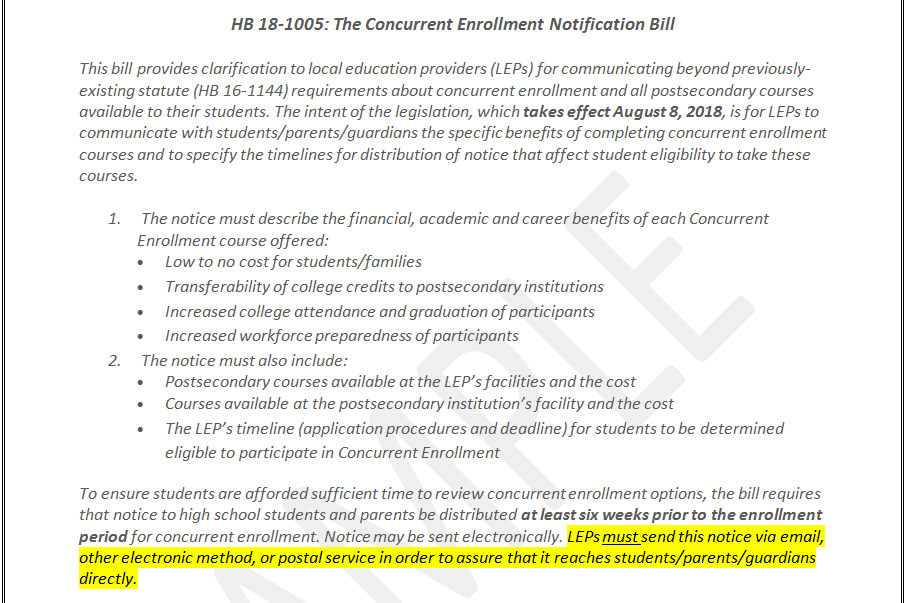 HB 18-1005: The Concurrent Enrollment Notification Bill
This bill provides clarification to local education providers (LEPs) for communicating beyond previously-
existing statute (HB 16-1144) requirements about concurrent enrollment and all postsecondary courses
available to their students. The intent of the legislation, which takes effect August 8, 2018, is for LEPs to
communicate with students/parents/guardians the specific benefits of completing concurrent enrollment
courses and to specify the timelines for distribution of notice that affect student eligibility to take these
courses.
1. The notice must describe the financial, academic and career benefits of each Concurrent
Enrollment course offered:
• Low to no cost for students/families
• Transferability of college credits to postsecondary institutions
• Increased college attendance and graduation of participants
• Increased workforce preparedness of participants
2. The notice must also include:
• Postsecondary courses available at the LEP's facilities and the cost
• Courses available at the postsecondary institution's facility and the cost
• The LEP's timeline (application procedures and deadline) for students to be determined
eligible to participate in Concurrent Enrollment
To ensure students are afforded sufficient time to review concurrent enrollment options, the bill requires
that notice to high school students and parents be distributed at least six weeks prior to the enrollment
period for concurrent enrollment. Notice may be sent electronically. LEPs must send this notice via email,
other electronic method, or postal service in order to assure that it reaches students/parents/guardians
directly.
AMPLE